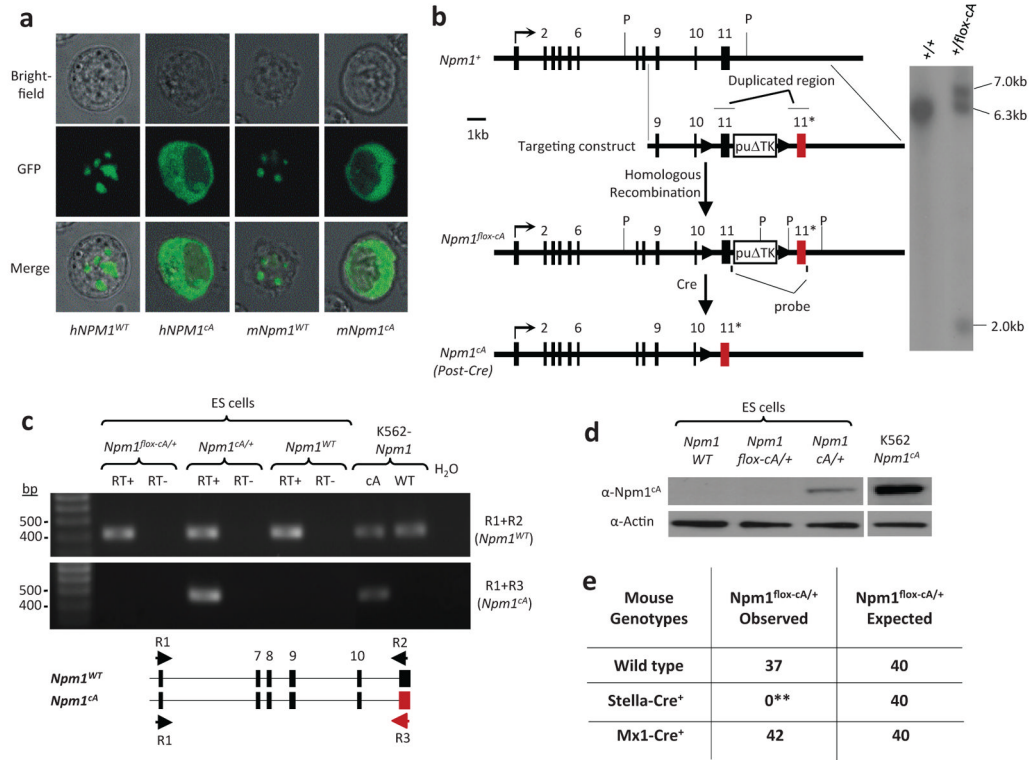 a
Bright-
field
GFP
Merge
hNPM1WT
hNPM1cA
mNpm1WT
mNpm1cA
b
P P
2 6 9 10 11
Npm1+
Duplicated region
1kb
9 10 11 11*
Targeting construct
puΔTK
Homologous
Recombination
P P P P
2 6 9 10 11 11*
Npm1flox-cA
puΔTK
Cre
probe
2 6 9 10 11*
Npm1cA
(Post-Cre)
+/+
+/flox-cA
7.0kb
6.3kb
2.0kb
c
ES cells
Npm1flox-cA/+
Npm1cA/+
Npm1WT
K562-
Npm1
H2O
RT+ RT- RT+ RT- RT+ RT- cA WT
bp
500
400
R1+R2
(Npm1WT)
500
400
R1+R3
(Npm1cA)
R1 7 8 9 10 R2
Npm1WT
Npm1cA
R1 R3
d
ES cells
Npm1
WT
Npm1
flox-cA/+
Npm1
cA/+
K562
Npm1cA
α-Npm1cA
α-Actin
e
Mouse
Genotypes
Npm1flox-cA/+
Observed
Npm1flox-cA/+
Expected
Wild type 37 40
Stella-Cre+ 0** 40
Mx1-Cre+ 42 40